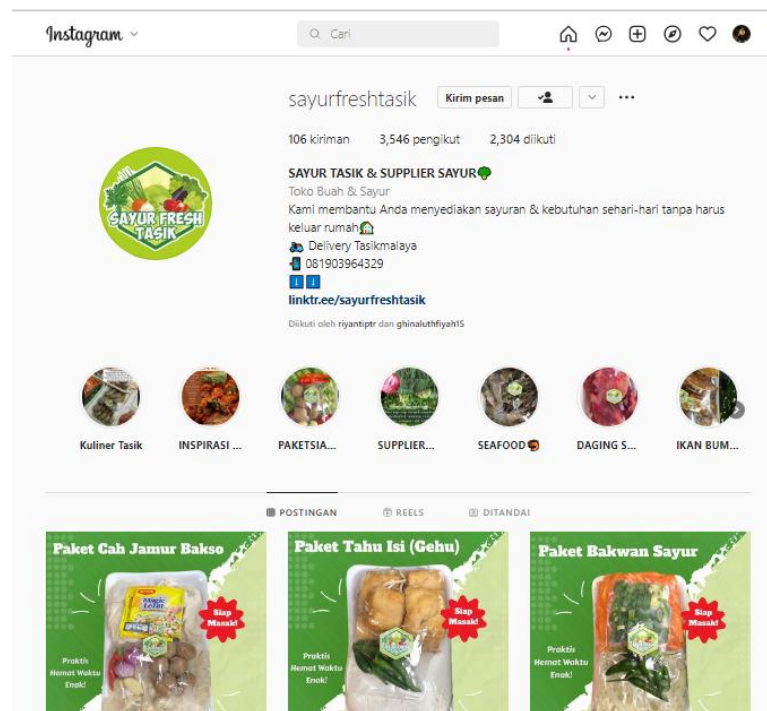 Instagram
Cari
sayurfreshtasik Kirim pesan
106 kiriman 3,546 pengikut 2,304 diikuti
SAYUR TASIK & SUPPLIER SAYUR🥦
Toko Buah & Sayur
Kami membantu Anda menyediakan sayuran & kebutuhan sehari-hari tanpa harus
keluar rumah🏡
🛵 Delivery Tasikmalaya
📲 081903964329
⬇️⬇️
linktr.ee/sayurfreshtasik
Diikuti oleh riyantiptr dan ghinaluthfiyah15
SAYUR FRESH
TASIK
Kuliner Tasik INSPIRASI ... PAKETSIA... SUPPLIER... SEAFOOD🦐 DAGING S... IKAN BUM...
POSTINGAN REELS DITANDAI
Paket Cah Jamur Bakso
Maggi
Magic
Lezat
Siap
Masak!
Praktis
Hemat Waktu
Enak!
Paket Tahu Isi (Gehu)
Siap
Masak!
Praktis
Hemat Waktu
Enak!
Paket Bakwan Sayur
Siap
Masak!
Praktis
Hemat Waktu
Enak!